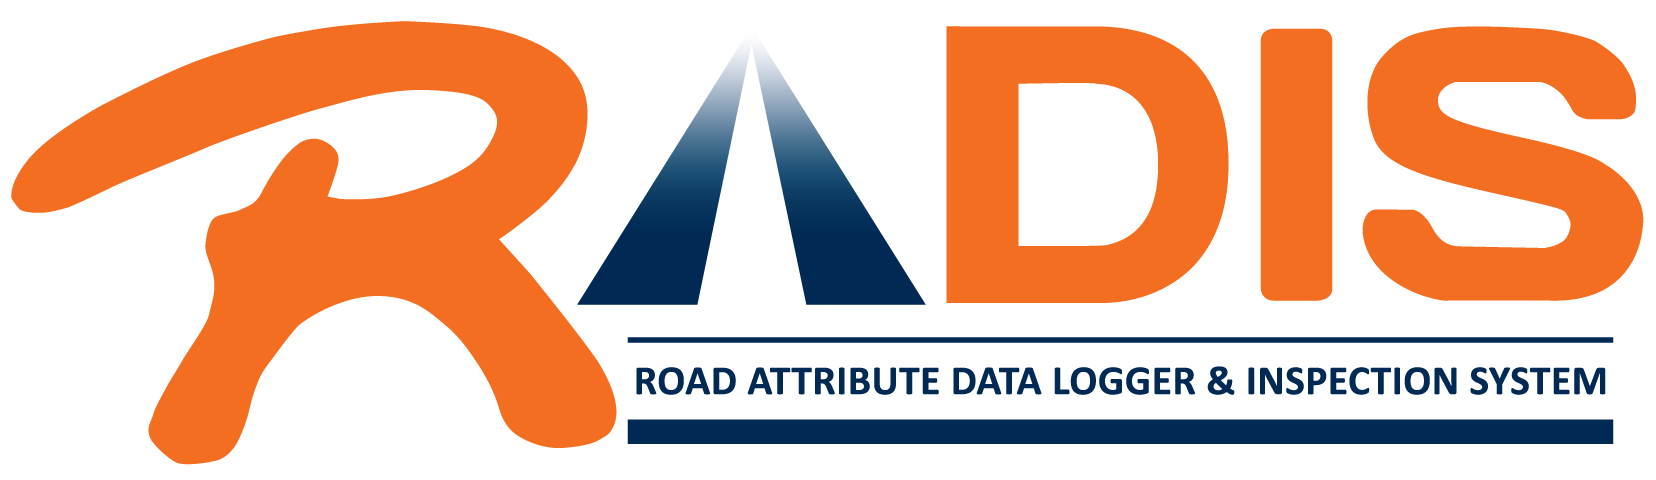 RADIS
ROAD ATTRIBUTE DATA LOGGER & INSPECTION SYSTEM